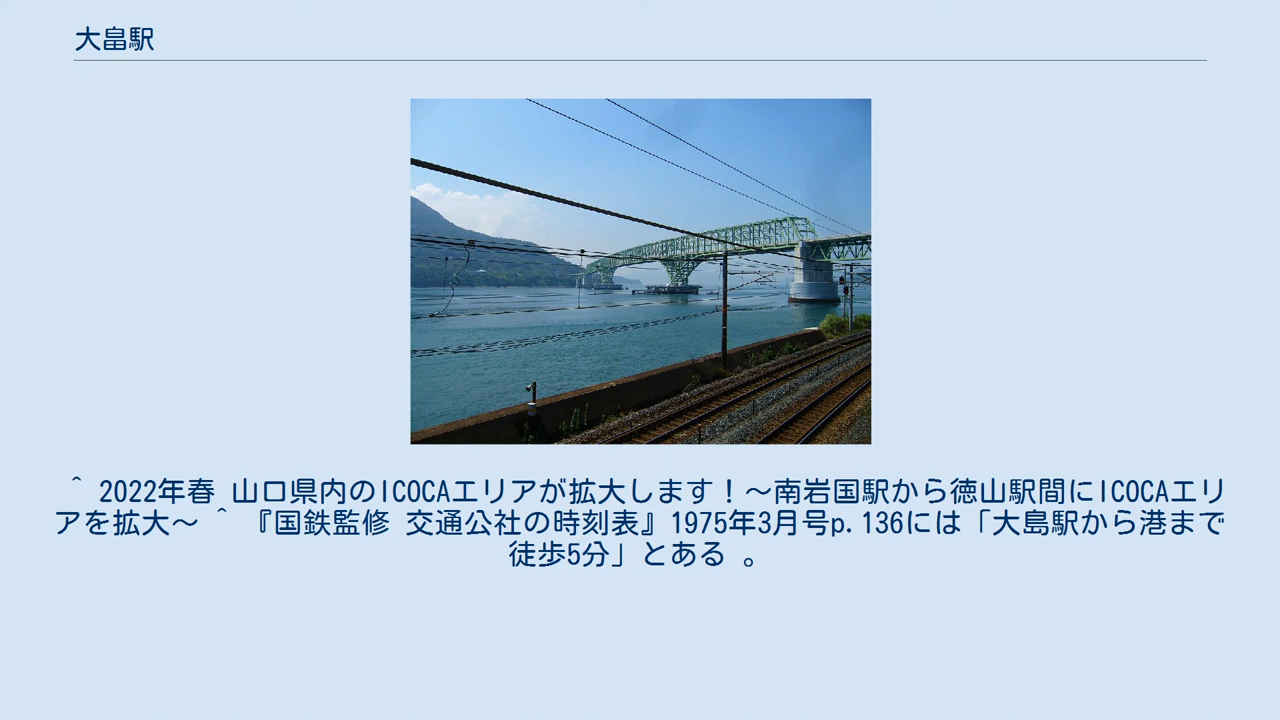 大畠駅
^ 2022年春 山口県内のICOCAエリアが拡大します！～南岩国駅から徳山駅間にICOCAエリ
アを拡大～ ^ 『国鉄監修 交通公社の時刻表』1975年3月号p.136には「大島駅から港まで
徒歩5分」とある 。